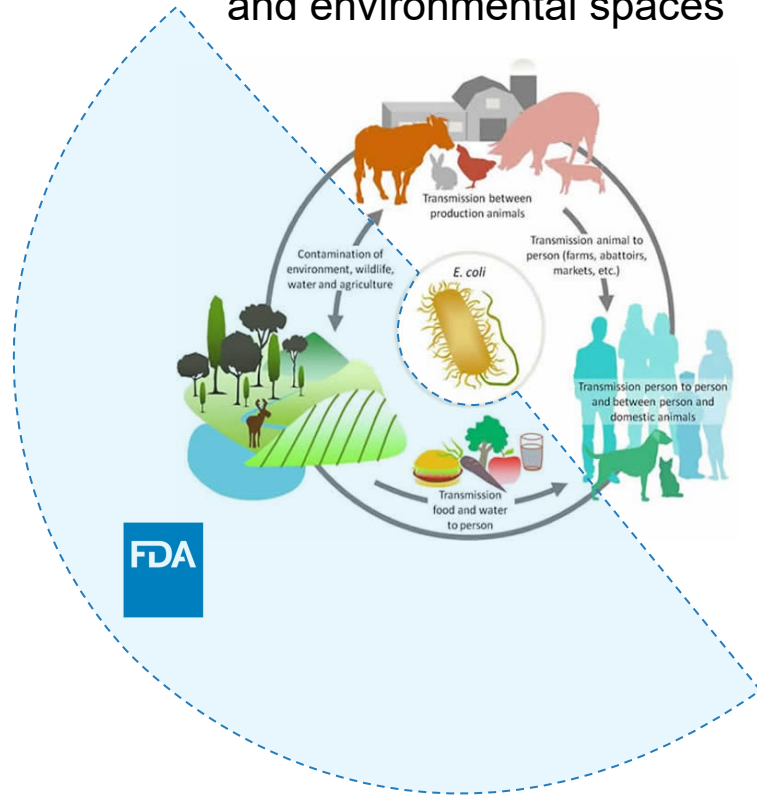 and environmental spaces
Transmission between
production animals
Transmission animal to
person (farms, abattoirs,
markets, etc.)
Contamination of
environment, wildlife,
water and agriculture
E. coli
Transmission person to person
and between person and
domestic animals
Transmission
food and water
to person
FDA